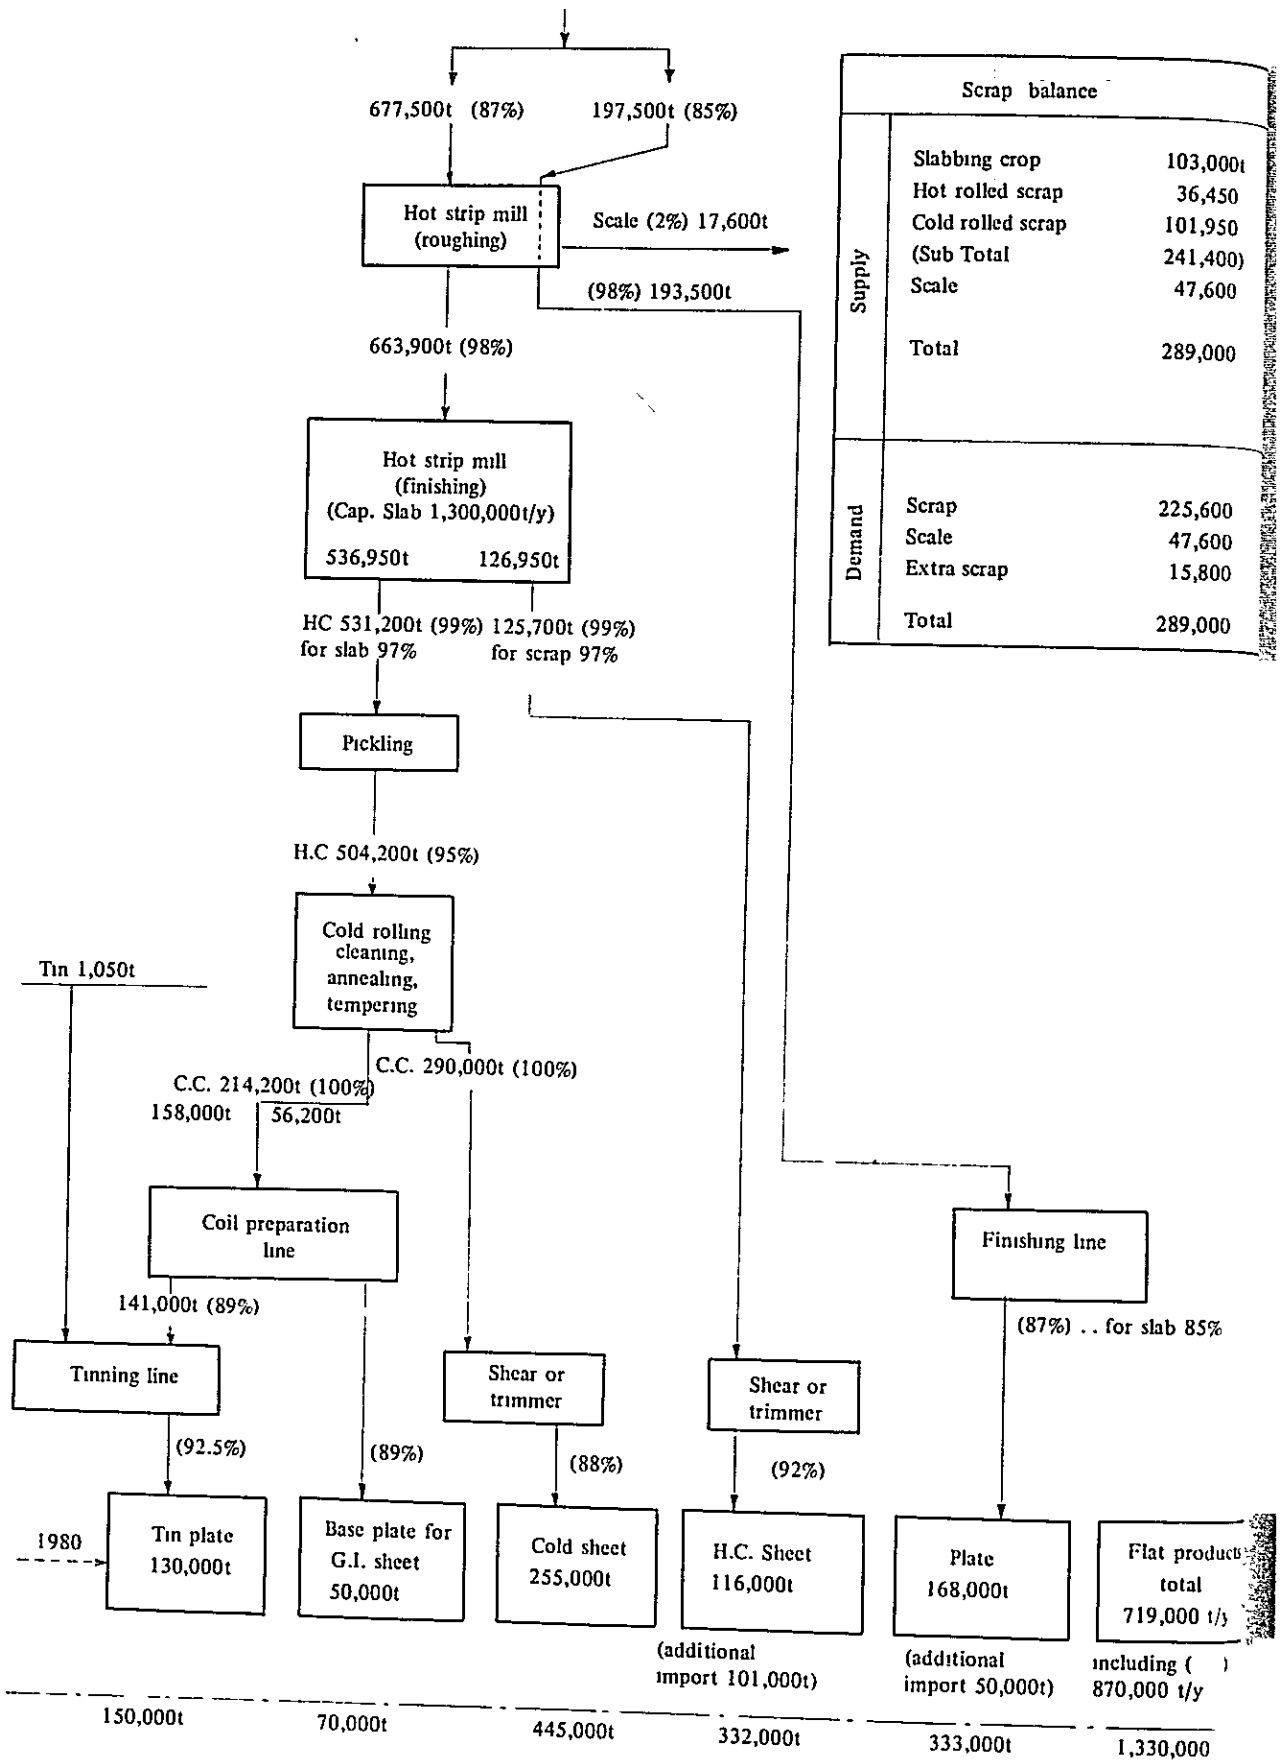 677,500t (87%)
197,500t (85%)
Hot strip mill
(roughing)
Scale (2%) 17,600t
(98%) 193,500t
663,900t (98%)
Hot strip mill
(finishing)
(Cap. Slab 1,300,000t/y)
536,950t 126,950t
HC 531,200t (99%)
for slab 97%
125,700t (99%)
for scrap 97%
Pickling
H.C 504,200t (95%)
Cold rolling
cleaning,
annealing,
tempering
Tin 1,050t
C.C. 290,000t (100%)
C.C. 214,200t (100%)
158,000t 56,200t
Coil preparation
line
141,000t (89%)
Tinning line
Shear or
trimmer
Shear or
trimmer
Finishing line
(87%) .. for slab 85%
(92.5%)
(89%)
(88%)
(92%)
1980
Tin plate
130,000t
Base plate for
G.I. sheet
50,000t
Cold sheet
255,000t
H.C. Sheet
116,000t
(additional
import 101,000t)
Plate
168,000t
(additional
import 50,000t)
Flat products
total
719,000 t/y
including ( )
870,000 t/y
150,000t
70,000t
445,000t
332,000t
333,000t
1,330,000
Scrap balance
Supply
Slabbing crop 103,000t
Hot rolled scrap 36,450
Cold rolled scrap 101,950
(Sub Total 241,400)
Scale 47,600
Total 289,000
Demand
Scrap 225,600
Scale 47,600
Extra scrap 15,800
Total 289,000